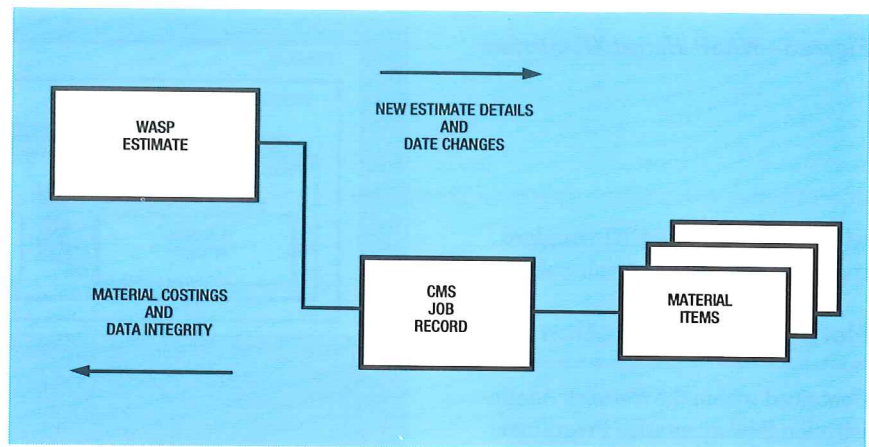 WASP
ESTIMATE
NEW ESTIMATE DETAILS
AND
DATE CHANGES
MATERIAL COSTINGS
AND
DATA INTEGRITY
CMS
JOB
RECORD
MATERIAL
ITEMS